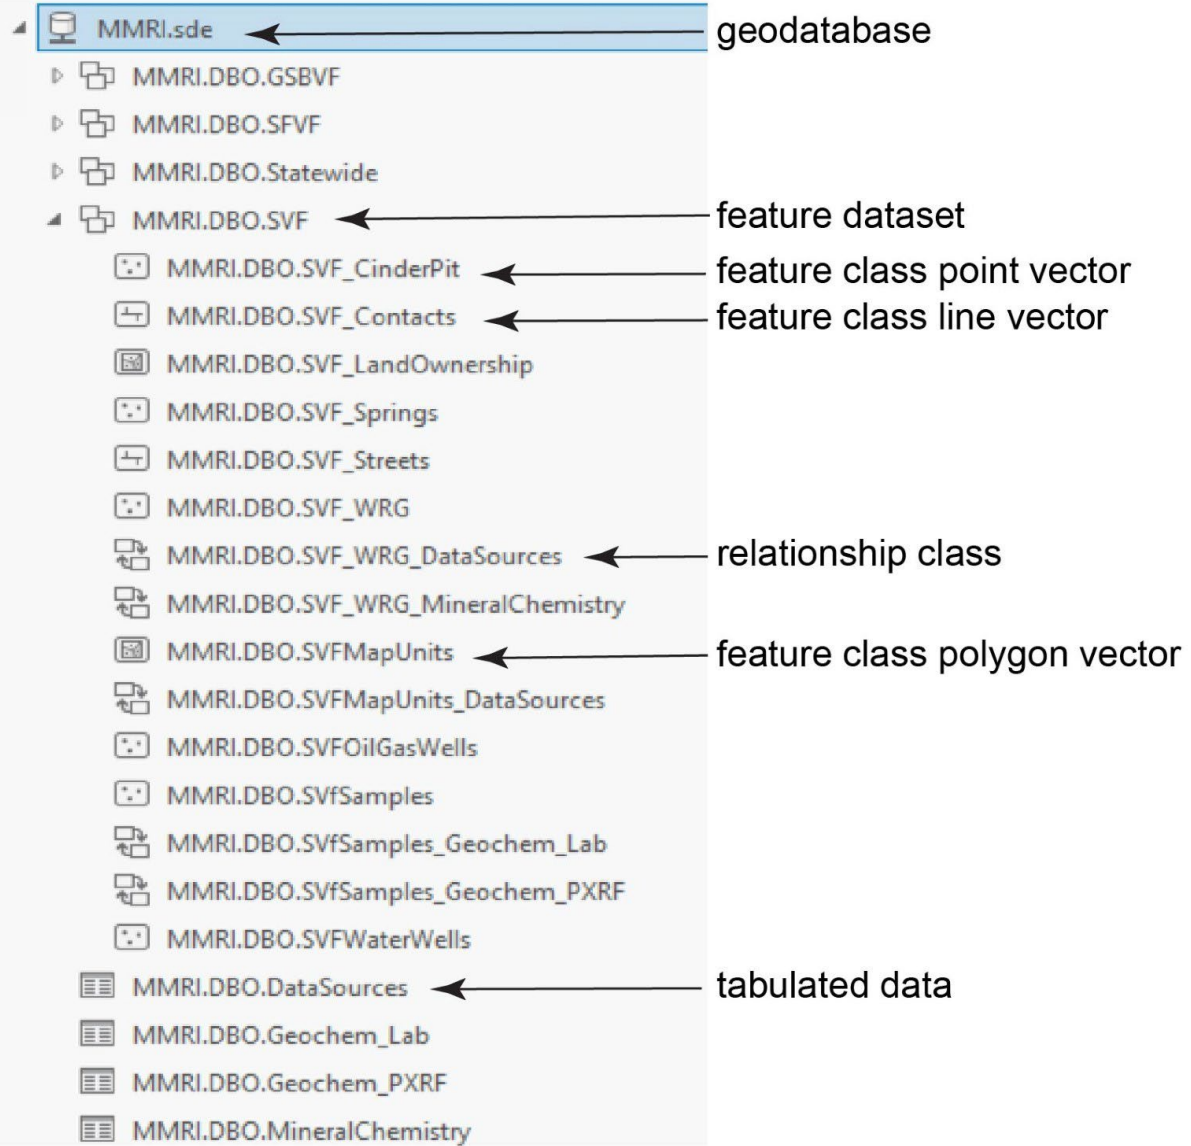 MMRI.sde geodatabase
MMRI.DBO.GSBVF
MMRI.DBO.SFVF
MMRI.DBO.Statewide
MMRI.DBO.SVF feature dataset
MMRI.DBO.SVF_CinderPit feature class point vector
MMRI.DBO.SVF_Contacts feature class line vector
MMRI.DBO.SVF_LandOwnership
MMRI.DBO.SVF_Springs
MMRI.DBO.SVF_Streets
MMRI.DBO.SVF_WRG
MMRI.DBO.SVF_WRG_DataSources relationship class
MMRI.DBO.SVF_WRG_MineralChemistry
MMRI.DBO.SVFMapUnits feature class polygon vector
MMRI.DBO.SVFMapUnits_DataSources
MMRI.DBO.SVFOilGasWells
MMRI.DBO.SVfSamples
MMRI.DBO.SVfSamples_Geochem_Lab
MMRI.DBO.SVfSamples_Geochem_PXRF
MMRI.DBO.SVFWaterWells
MMRI.DBO.DataSources tabulated data
MMRI.DBO.Geochem_Lab
MMRI.DBO.Geochem_PXRF
MMRI.DBO.MineralChemistry